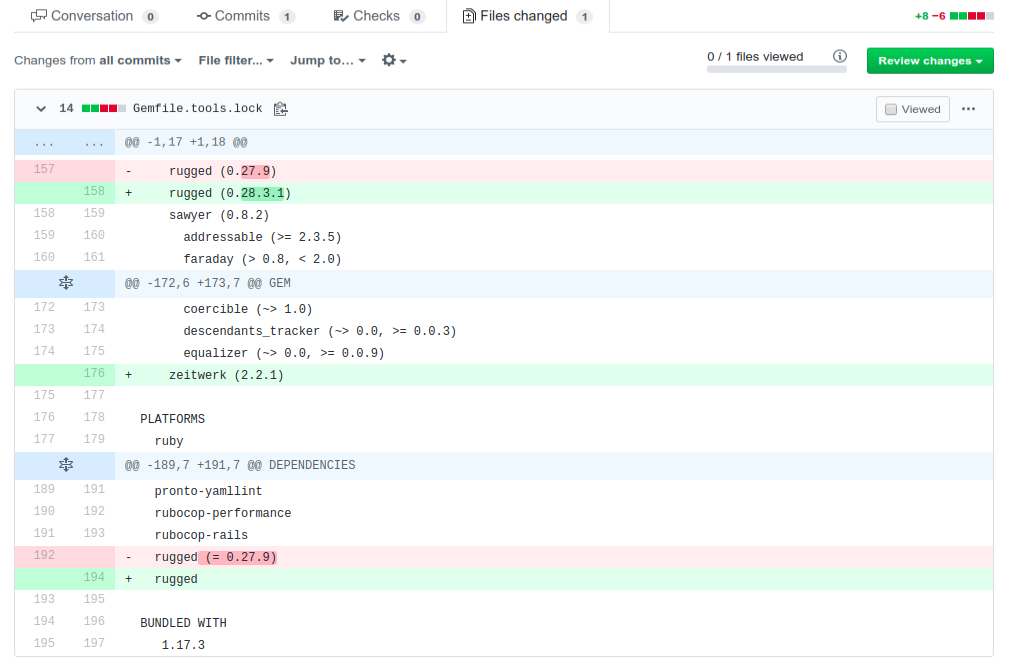 Conversation 0 Commits 1 Checks 0 Files changed 1 +8 −6
Changes from all commits File filter... Jump to... 0 / 1 files viewed Review changes
14 Gemfile.tools.lock Viewed ...
... ... @@ -1,17 +1,18 @@
157 - rugged (0.27.9)
158 + rugged (0.28.3.1)
158 159 sawyer (0.8.2)
159 160 addressable (>= 2.3.5)
160 161 faraday (> 0.8, < 2.0)
@@ -172,6 +173,7 @@ GEM
172 173 coercible (~> 1.0)
173 174 descendants_tracker (~> 0.0, >= 0.0.3)
174 175 equalizer (~> 0.0, >= 0.0.9)
176 + zeitwerk (2.2.1)
175 177
176 178 PLATFORMS
177 179 ruby
@@ -189,7 +191,7 @@ DEPENDENCIES
189 191 pronto-yamllint
190 192 rubocop-performance
191 193 rubocop-rails
192 - rugged (= 0.27.9)
194 + rugged
193 195
194 196 BUNDLED WITH
195 197 1.17.3